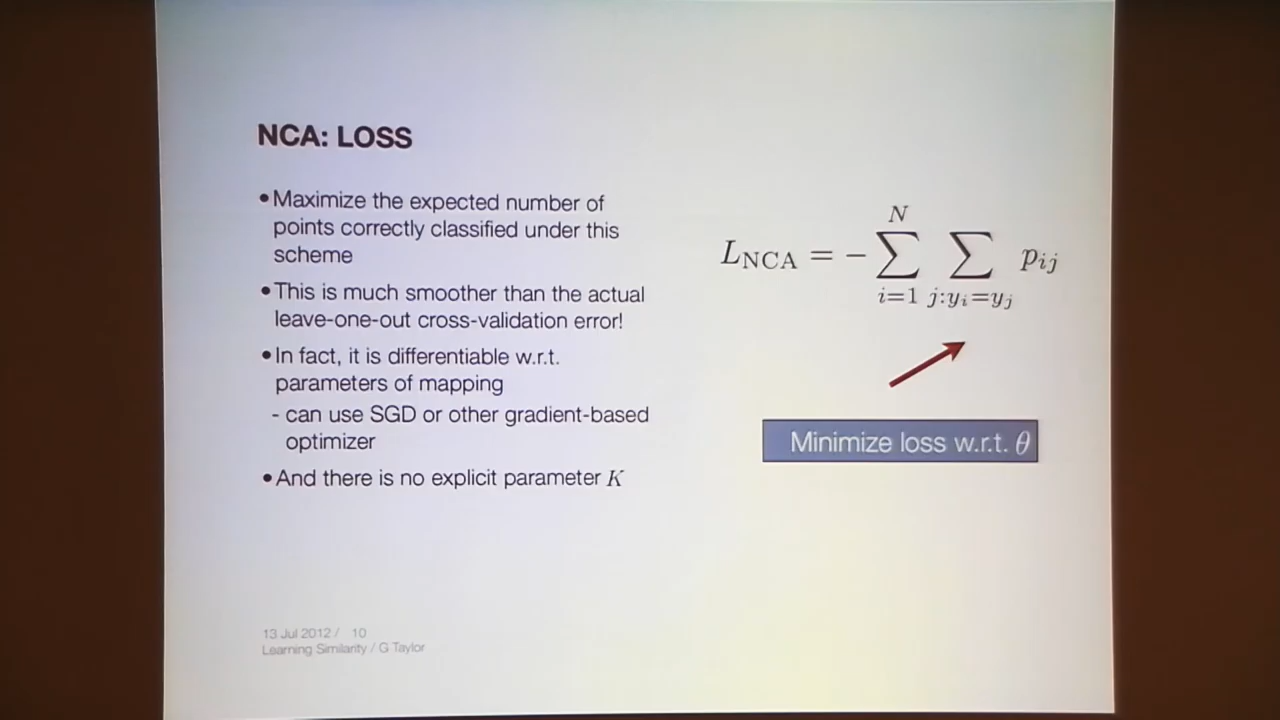 NCA: LOSS
•Maximize the expected number of
points correctly classified under this
scheme
•This is much smoother than the actual
leave-one-out cross-validation error!
•In fact, it is differentiable w.r.t.
parameters of mapping
- can use SGD or other gradient-based
optimizer
•And there is no explicit parameter K
N
L_NCA = − ∑ ∑ p_ij
i=1 j:y_i=y_j
Minimize loss w.r.t. θ
13 Jul 2012 / 10
Learning Similarity / G Taylor